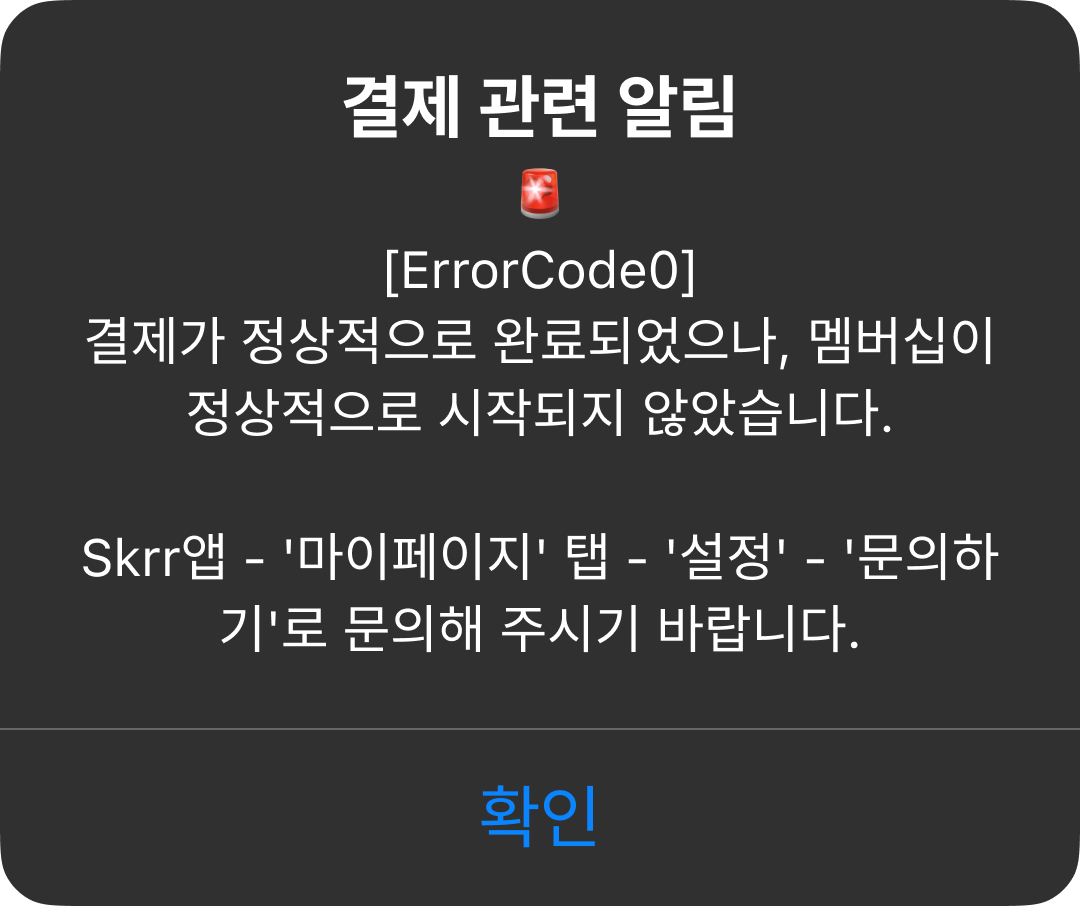 결제 관련 알림
🚨
[ErrorCode0]
결제가 정상적으로 완료되었으나, 멤버십이
정상적으로 시작되지 않았습니다.
Skrr앱 - '마이페이지' 탭 - '설정' - '문의하
기'로 문의해 주시기 바랍니다.
확인